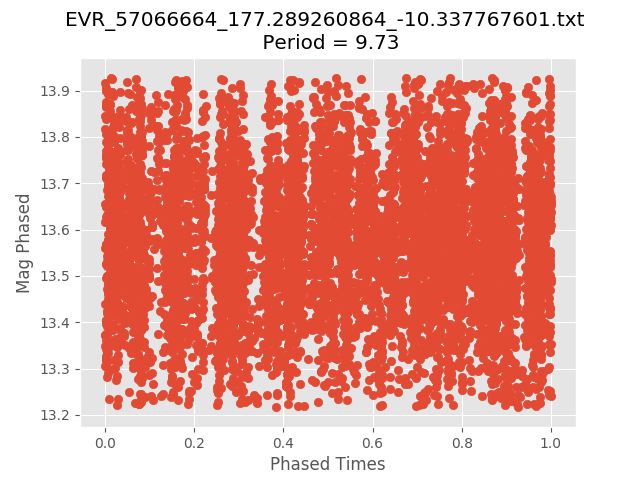 EVR_57066664_177.289260864_-10.337767601.txt
Period = 9.73
13.9
13.8
13.7
13.6
13.5
13.4
13.3
13.2
Mag Phased
0.0 0.2 0.4 0.6 0.8 1.0
Phased Times